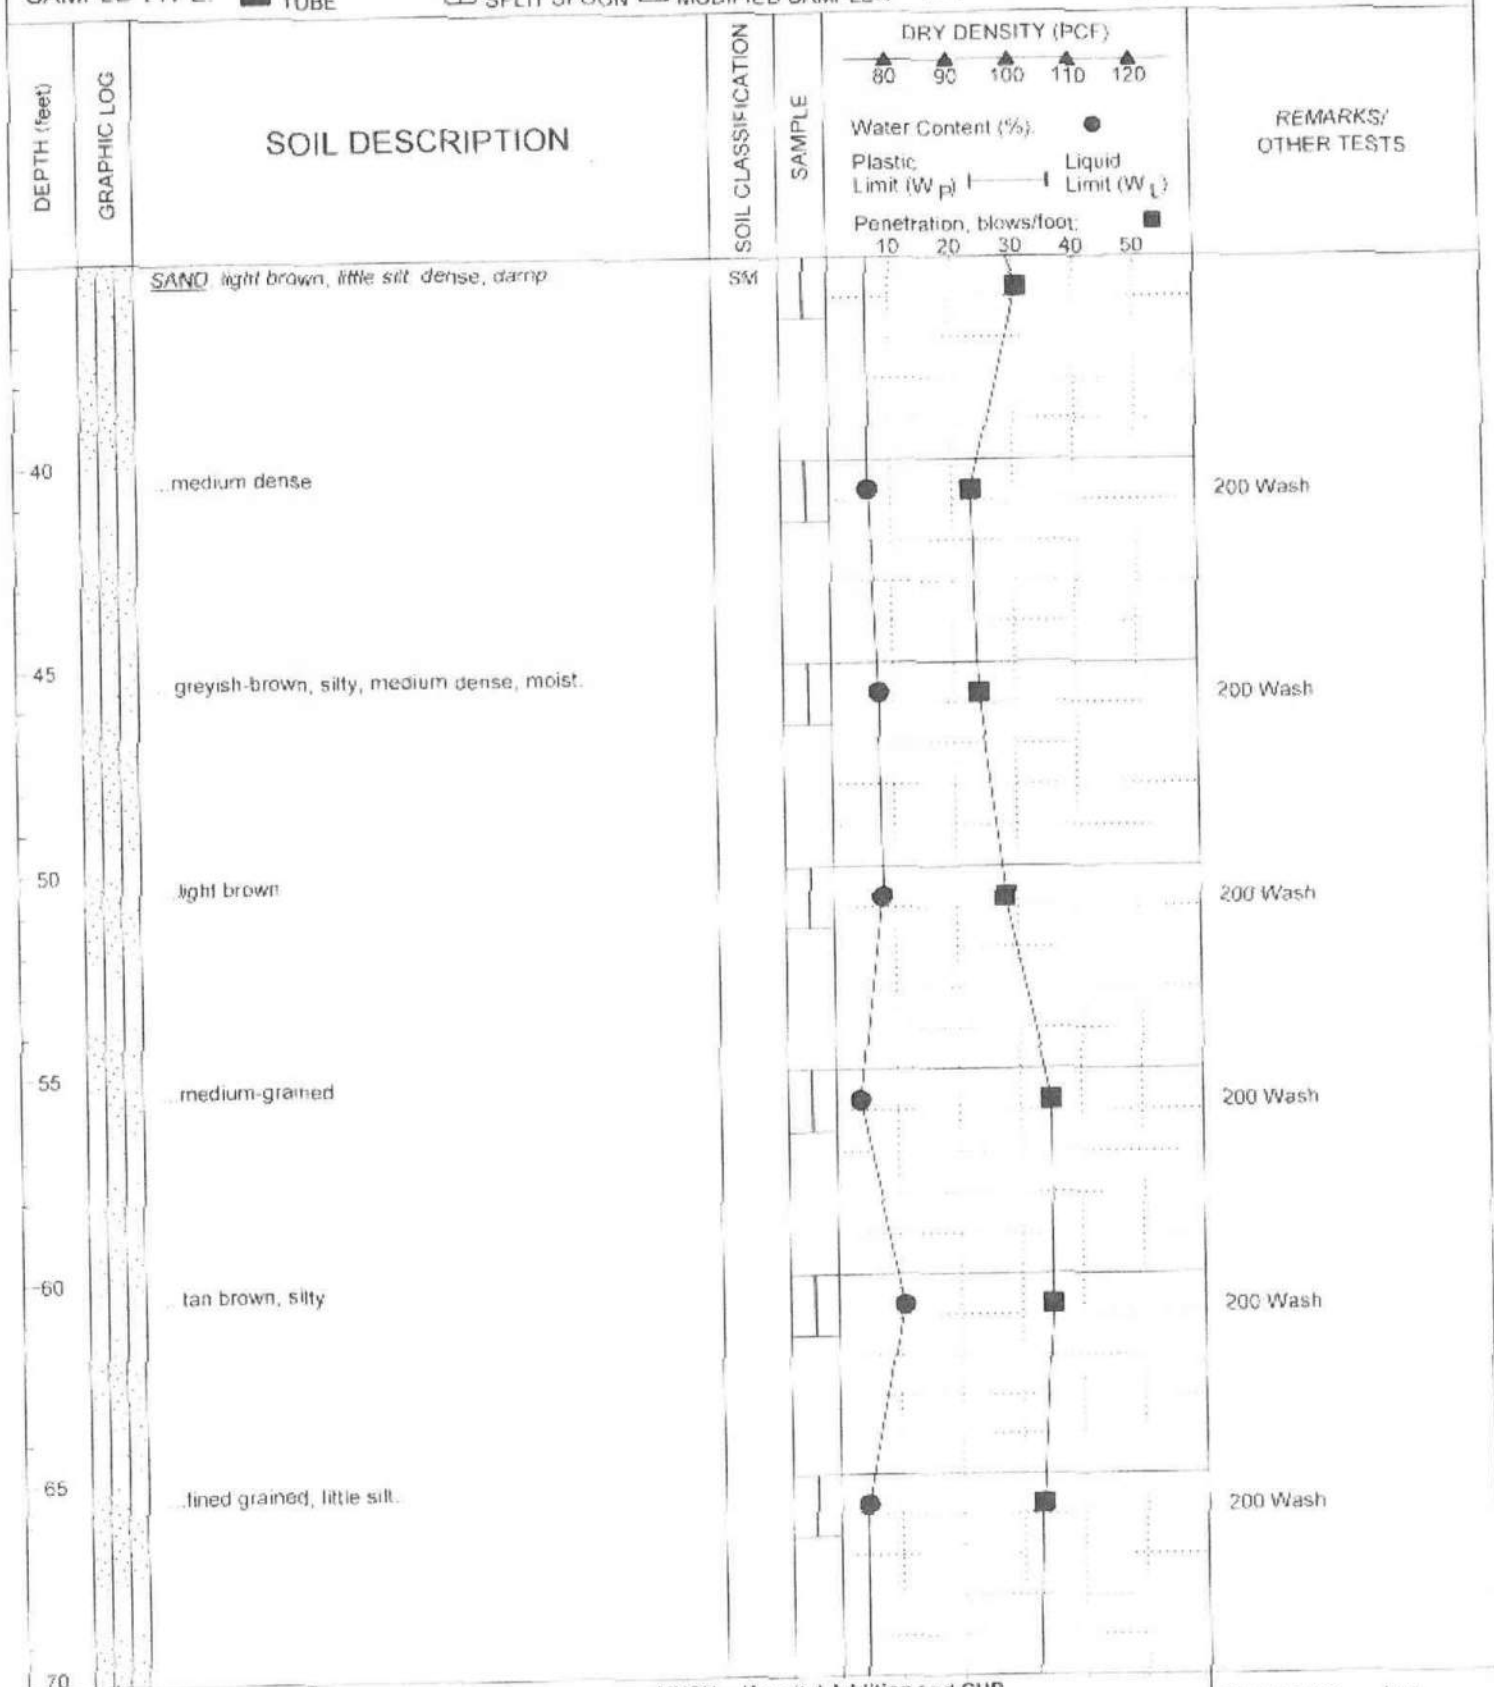 TUBE
DEPTH (feet)
GRAPHIC LOG
SOIL DESCRIPTION
SOIL CLASSIFICATION
SAMPLE
DRY DENSITY (PCF)
80 90 100 110 120
Water Content (%).
Plastic Limit (W P)
Liquid Limit (W L)
Penetration, blows/foot:
10 20 30 40 50
REMARKS/
OTHER TESTS
SAND light brown, little silt dense, damp
SM
40
...medium dense
200 Wash
45
greyish-brown, silty, medium dense, moist.
200 Wash
50
light brown
200 Wash
55
medium-grained
200 Wash
60
tan brown, silty
200 Wash
65
...fined grained, little silt.
200 Wash
70